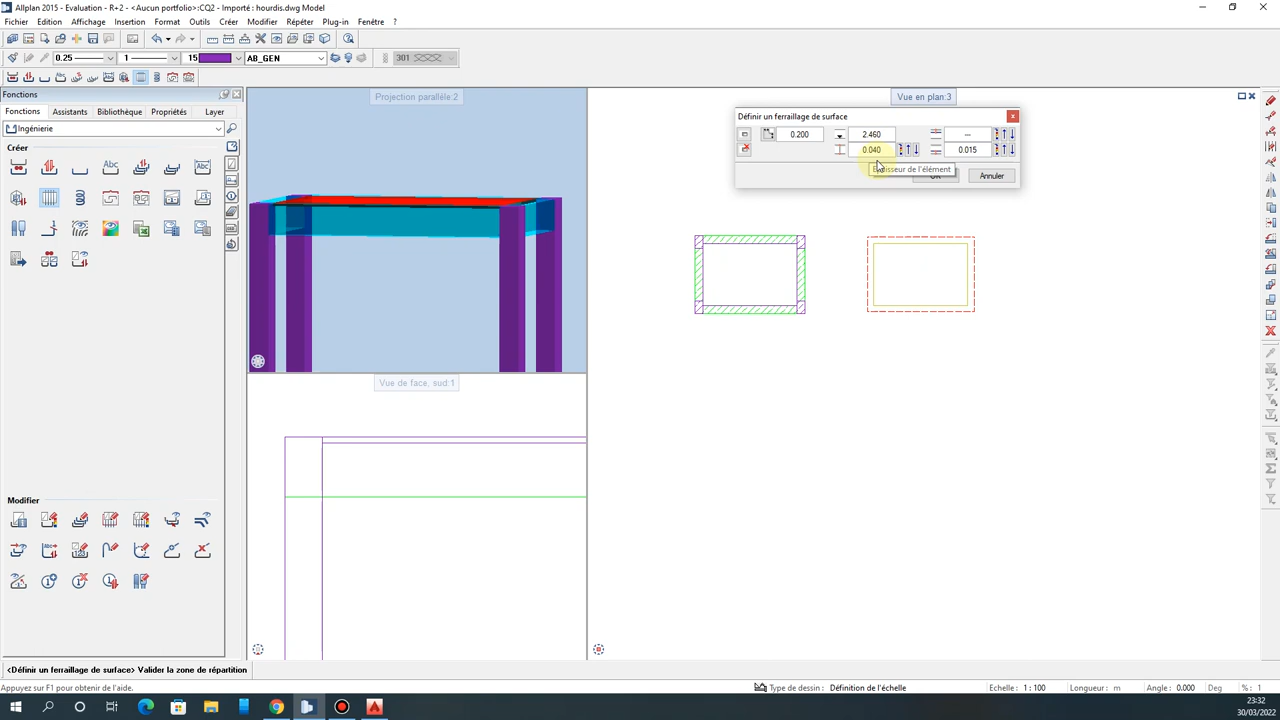 Allplan 2015 - Evaluation - R+2 - <Aucun portfolio>:CQ2 - Importé : hourdis.dwg Model
Fichier Edition Affichage Insertion Format Outils Créer Modifier Répéter Plug-in Fenêtre ?
0.25 1 15 AB_GEN 301
Fonctions
Fonctions Assistants Bibliothèque Propriétés Layer
Ingénierie
Créer
Modifier
Projection parallèle:2
Vue de face, sud:1
Vue en plan:3
Définir un ferraillage de surface
0.200 2.460 ---
0.040 0.015
Epaisseur de l'élément
OK Annuler
<Définir un ferraillage de surface> Valider la zone de répartition
Appuyez sur F1 pour obtenir de l'aide. Type de dessin : Définition de l'échelle Echelle : 1 : 100 Longueur : m Angle : 0.000 Deg % : 1
23:32
30/03/2022